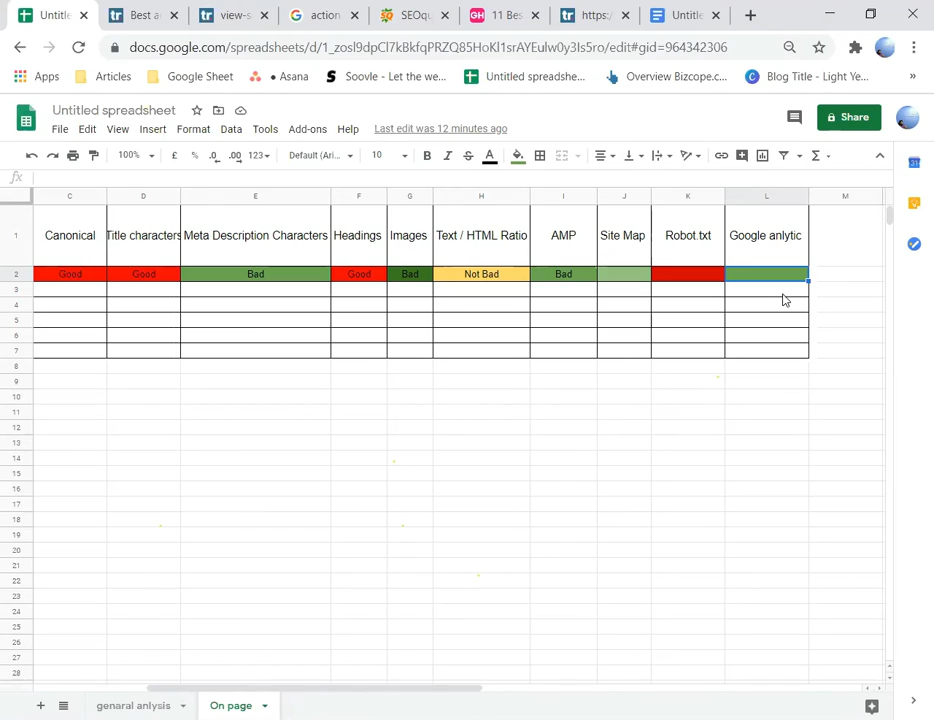 Untitle
Best a
view-s
action
SEOqu
11 Bes
https:/
Untitle
docs.google.com/spreadsheets/d/1_zosl9dpCl7kBkfqPRZQ85HoKl1srAYEulw0y3Is5ro/edit#gid=964342306
Apps
Articles
Google Sheet
• Asana
Soovle - Let the we...
Untitled spreadshe...
Overview Bizcope.c...
Blog Title - Light Ye...
»
Untitled spreadsheet
File Edit View Insert Format Data Tools Add-ons Help Last edit was 12 minutes ago
Share
100% £ % .0 .00 123 Default (Ari... 10 B I S A Σ
fx
C D E F G H I J K L M
1 Canonical Title characters Meta Description Characters Headings Images Text / HTML Ratio AMP Site Map Robot.txt Google anlytic
2 Good Good Bad Good Bad Not Bad Bad
3
4
5
6
7
8
9
10
11
12
13
14
15
16
17
18
19
20
21
22
23
24
25
26
27
28
genaral anlysis
On page